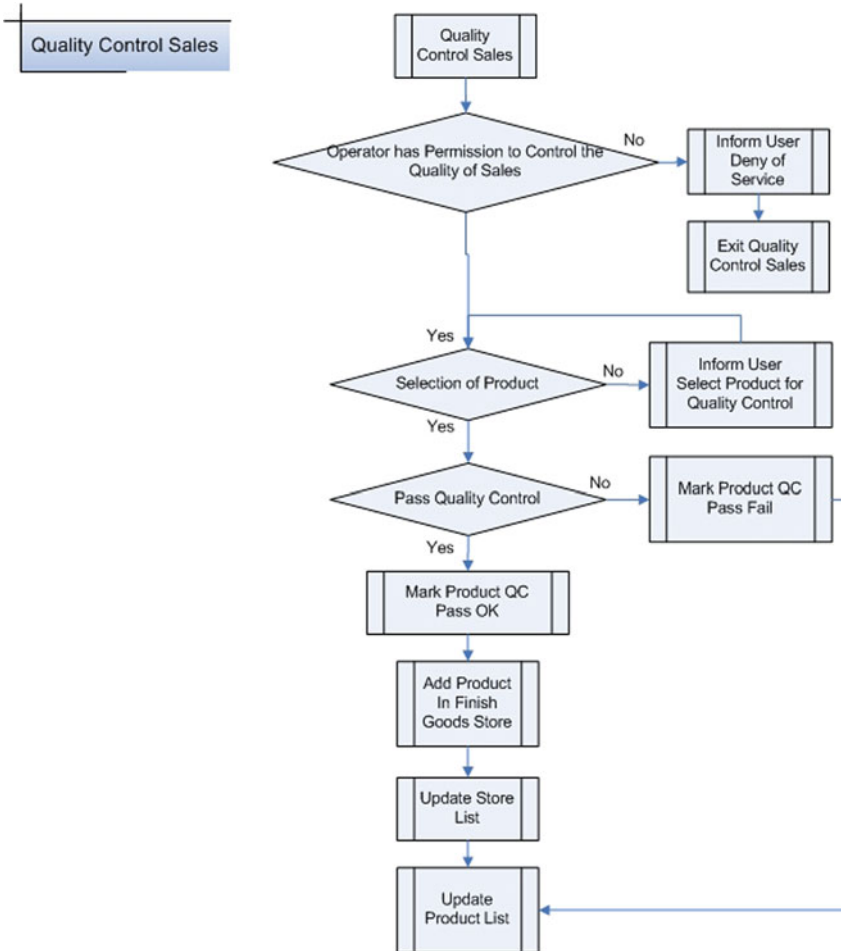 Quality Control Sales
Quality
Control Sales
Operator has Permission to Control the
Quality of Sales
No
Inform User
Deny of
Service
Exit Quality
Control Sales
Yes
Selection of Product
No
Inform User
Select Product for
Quality Control
Yes
Pass Quality Control
No
Mark Product QC
Pass Fail
Yes
Mark Product QC
Pass OK
Add Product
In Finish
Goods Store
Update Store
List
Update
Product List